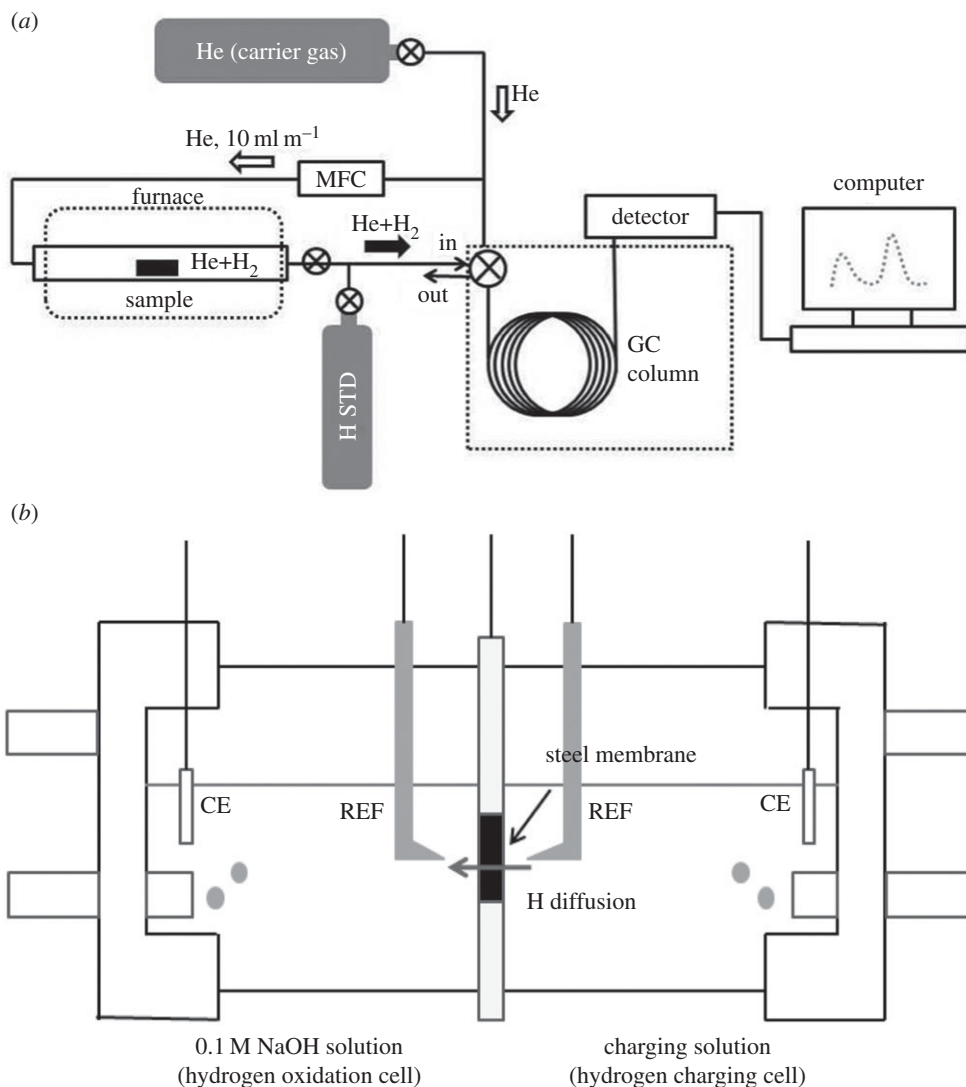 (a)
He (carrier gas)
He
He, 10 ml m⁻¹
MFC
furnace
computer
detector
He+H₂
in
He+H₂
out
sample
GC
column
H STD
(b)
steel membrane
CE
REF
REF
CE
H diffusion
0.1 M NaOH solution
(hydrogen oxidation cell)
charging solution
(hydrogen charging cell)